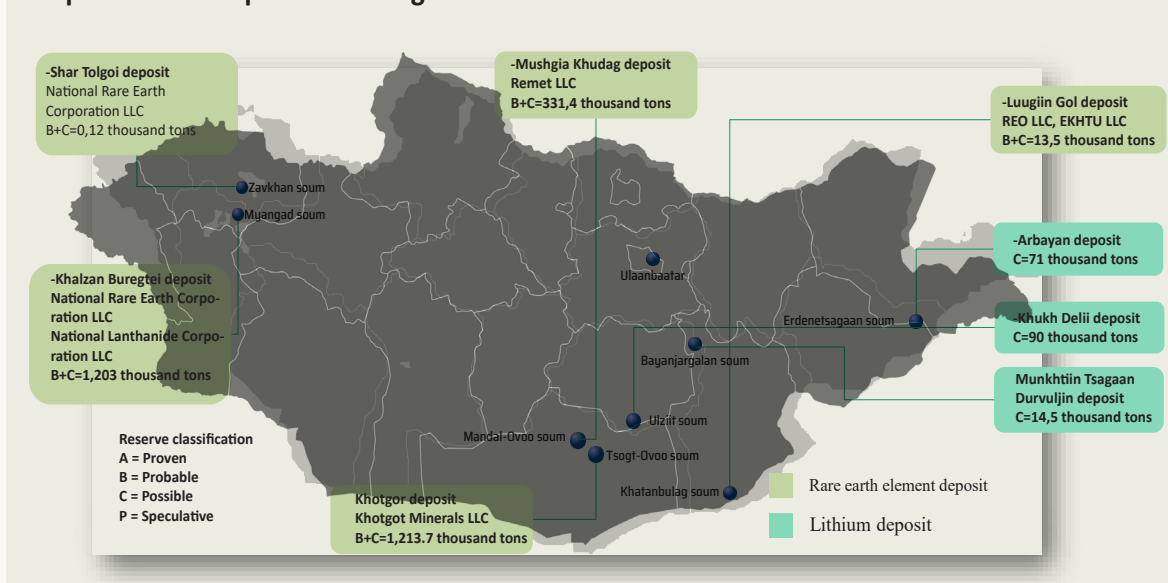 -Shar Tolgoi deposit
National Rare Earth
Corporation LLC
B+C=0,12 thousand tons
-Mushgia Khudag deposit
Remet LLC
B+C=331,4 thousand tons
-Luugiin Gol deposit
REO LLC, EKHTU LLC
B+C=13,5 thousand tons
Zavkhan soum
Myangad soum
Ulaanbaatar
-Arbayan deposit
C=71 thousand tons
-Khalzan Buregtei deposit
National Rare Earth Corpo-
ration LLC
National Lanthanide Corpo-
ration LLC
B+C=1,203 thousand tons
Erdenetsagaan soum
-Khukh Delii deposit
C=90 thousand tons
Bayanjargalan soum
Munkhtiin Tsagaan
Durvuljin deposit
C=14,5 thousand tons
Ulziit soum
Mandal-Ovoo soum
Tsogt-Ovoo soum
Khatanbulag soum
Reserve classification
A = Proven
B = Probable
C = Possible
P = Speculative
Khotgor deposit
Khotgot Minerals LLC
B+C=1,213.7 thousand tons
Rare earth element deposit
Lithium deposit